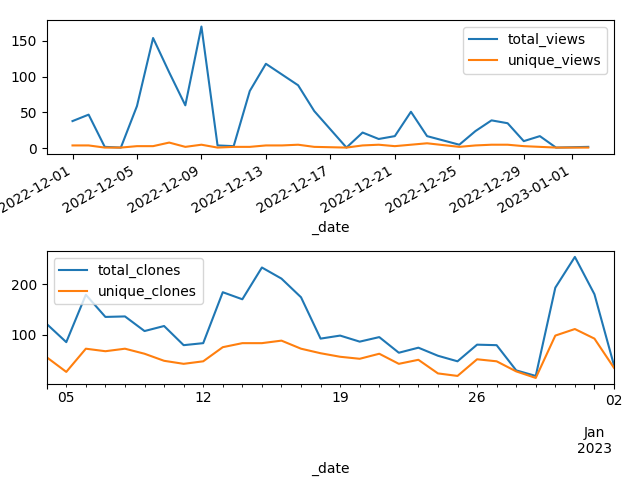 150
100
50
0
total_views
unique_views
2022-12-01
2022-12-05
2022-12-09
2022-12-13
2022-12-17
2022-12-21
2022-12-25
2022-12-29
2023-01-01
_date
200
100
total_clones
unique_clones
05 12 19 26 02
Jan
2023
_date